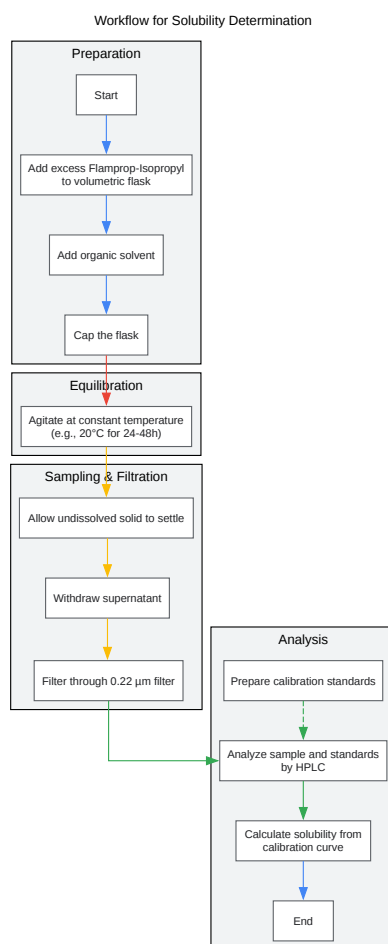 Workflow for Solubility Determination
Preparation
Start
Add excess Flamprop-Isopropyl
to volumetric flask
Add organic solvent
Cap the flask
Equilibration
Agitate at constant temperature
(e.g., 20°C for 24-48h)
Sampling & Filtration
Allow undissolved solid to settle
Withdraw supernatant
Filter through 0.22 µm filter
Analysis
Prepare calibration standards
Analyze sample and standards
by HPLC
Calculate solubility from
calibration curve
End